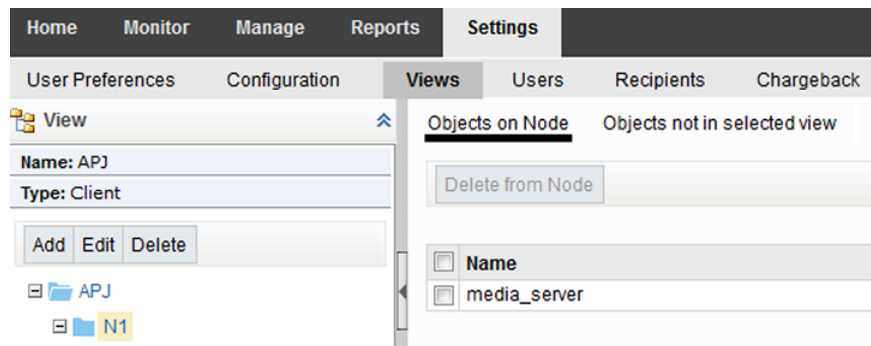 Home Monitor Manage Reports Settings
User Preferences Configuration Views Users Recipients Chargeback
View
Name: APJ
Type: Client
Add Edit Delete
APJ
N1
Objects on Node Objects not in selected view
Delete from Node
Name
media_server